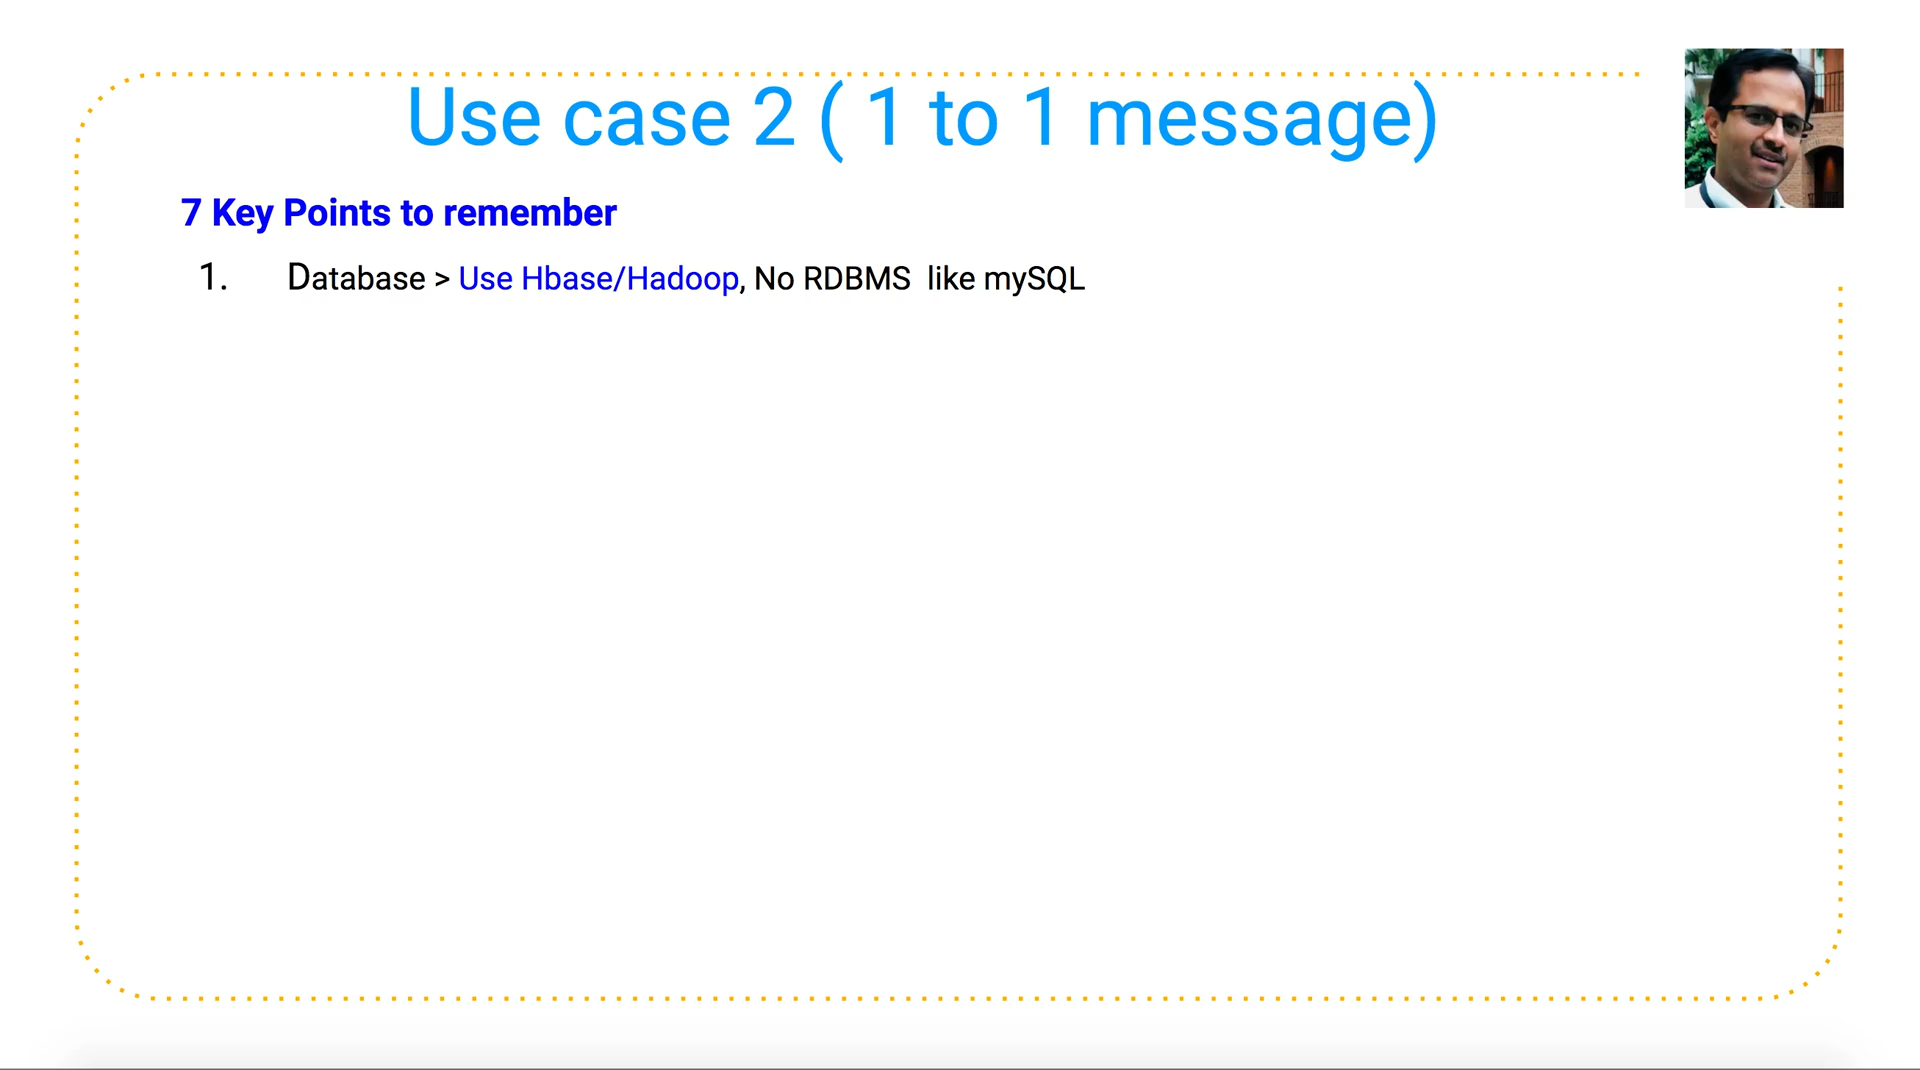 Use case 2 ( 1 to 1 message)
7 Key Points to remember
1. Database > Use Hbase/Hadoop, No RDBMS like mySQL